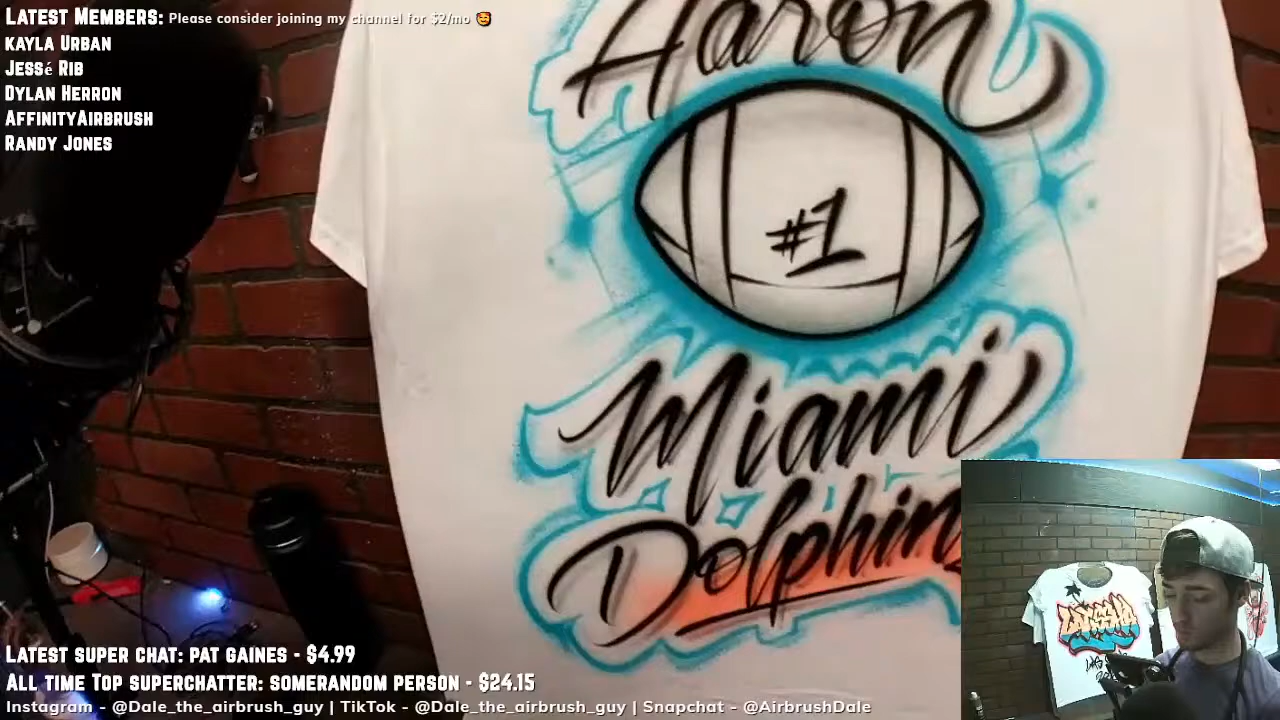 Latest Members: Please consider joining my channel for $2/mo
Kayla Urban
Jessé Rib
Dylan Herron
AffinityAirbrush
Randy Jones
Aaron
#1
Miami
Dolphin
Latest super chat: pat gaines - $4.99
All time Top superchatter: somerandom person - $24.15
Instagram - @Dale_the_airbrush_guy | TikTok - @Dale_the_airbrush_guy | Snapchat - @AirbrushDale